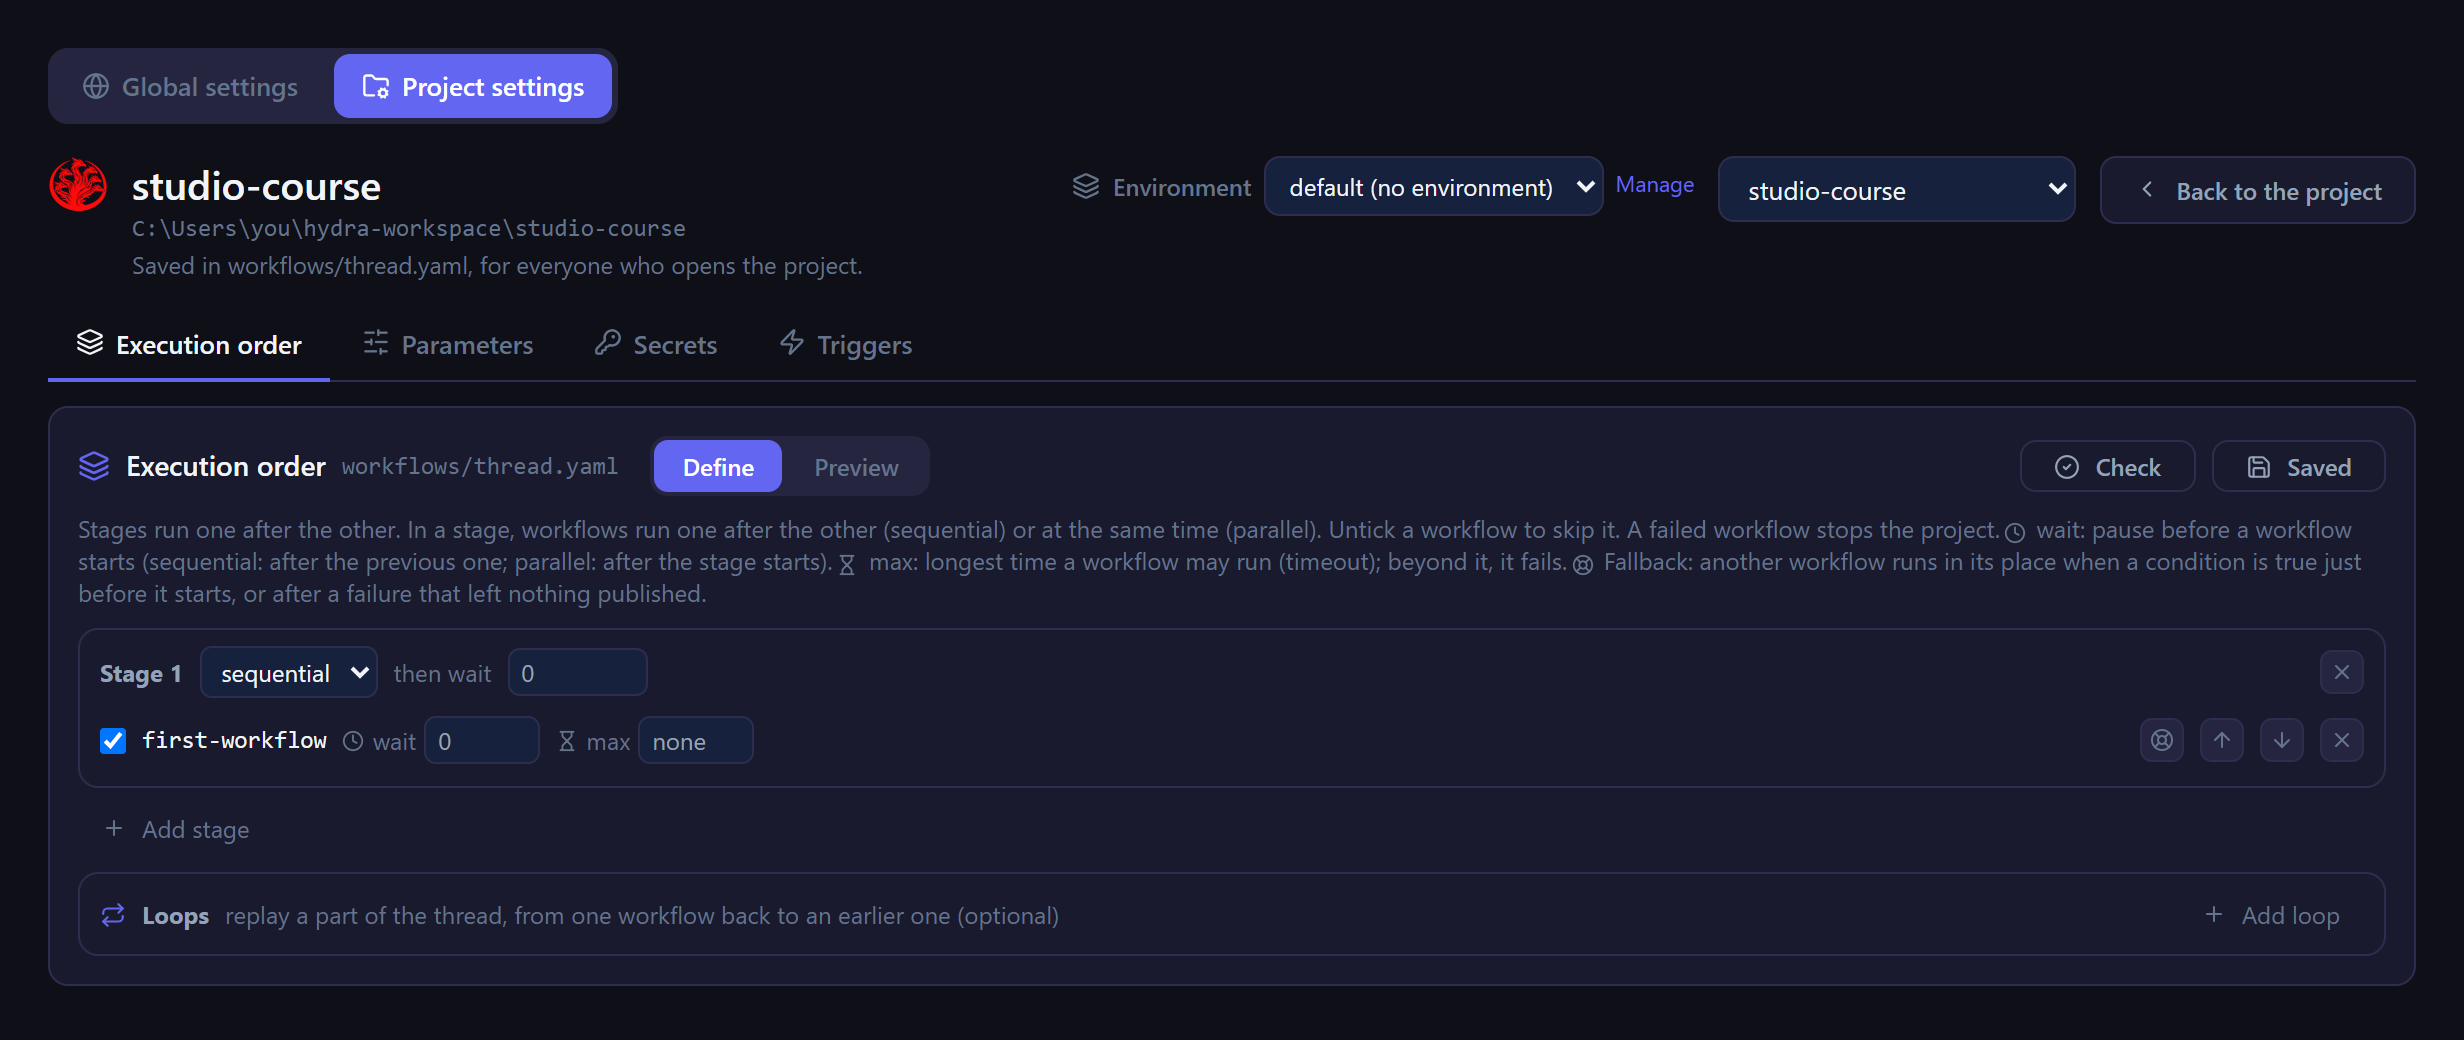 Global settings
Project settings
studio-course
C:\Users\you\hydra-workspace\studio-course
Saved in workflows/thread.yaml, for everyone who opens the project.
Environment
default (no environment)
Manage
studio-course
Back to the project
Execution order
Parameters
Secrets
Triggers
Execution order workflows/thread.yaml
Define
Preview
Check
Saved
Stages run one after the other. In a stage, workflows run one after the other (sequential) or at the same time (parallel). Untick a workflow to skip it. A failed workflow stops the project. wait: pause before a workflow
starts (sequential: after the previous one; parallel: after the stage starts). max: longest time a workflow may run (timeout); beyond it, it fails. Fallback: another workflow runs in its place when a condition is true just
before it starts, or after a failure that left nothing published.
Stage 1 sequential then wait 0
first-workflow wait 0 max none
Add stage
Loops replay a part of the thread, from one workflow back to an earlier one (optional)
Add loop